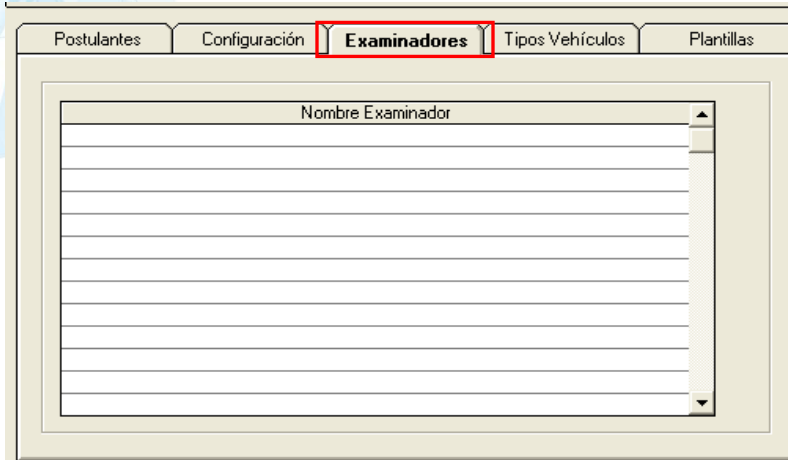 Postulantes Configuración Examinadores Tipos Vehículos Plantillas
Nombre Examinador